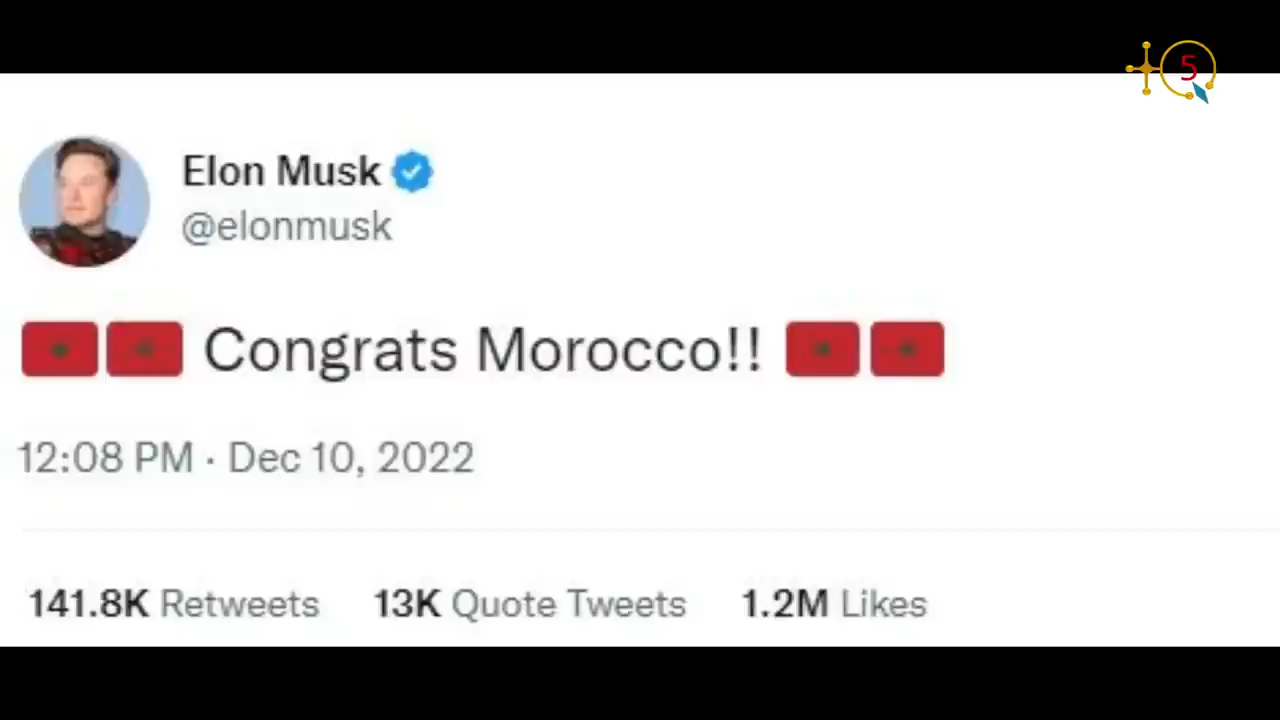 5
Elon Musk
@elonmusk
🇲🇦🇲🇦 Congrats Morocco!! 🇲🇦🇲🇦
12:08 PM · Dec 10, 2022
141.8K Retweets 13K Quote Tweets 1.2M Likes